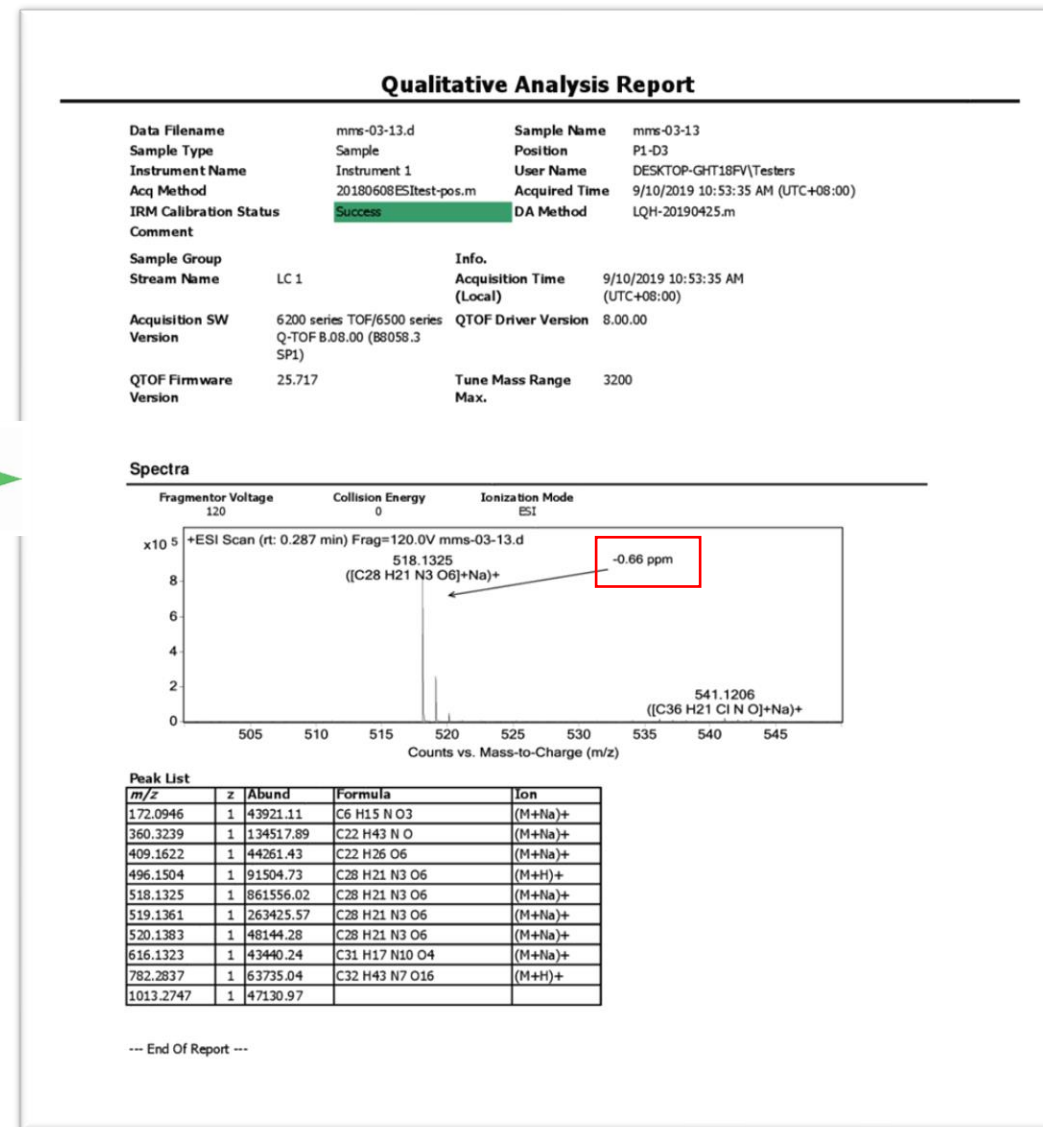 Qualitative Analysis Report
Data Filename mms-03-13.d Sample Name mms-03-13
Sample Type Sample Position P1-D3
Instrument Name Instrument 1 User Name DESKTOP-GHT18FV\Testers
Acq Method 20180608ESItest-pos.m Acquired Time 9/10/2019 10:53:35 AM (UTC+08:00)
IRM Calibration Status Success DA Method LQH-20190425.m
Comment
Sample Group Info.
Stream Name LC 1 Acquisition Time 9/10/2019 10:53:35 AM
(Local) (UTC+08:00)
Acquisition SW 6200 series TOF/6500 series QTOF Driver Version 8.00.00
Version Q-TOF B.08.00 (B8058.3
SP1)
QTOF Firmware 25.717 Tune Mass Range 3200
Version Max.
Spectra
Fragmentor Voltage Collision Energy Ionization Mode
120 0 ESI
x10 5 +ESI Scan (rt: 0.287 min) Frag=120.0V mms-03-13.d
518.1325 -0.66 ppm
([C28 H21 N3 O6]+Na)+
8
6
4
2
541.1206
([C36 H21 Cl N O]+Na)+
0
505 510 515 520 525 530 535 540 545
Counts vs. Mass-to-Charge (m/z)
Peak List
m/z z Abund Formula Ion
172.0946 1 43921.11 C6 H15 N O3 (M+Na)+
360.3239 1 134517.89 C22 H43 N O (M+Na)+
409.1622 1 44261.43 C22 H26 O6 (M+Na)+
496.1504 1 91504.73 C28 H21 N3 O6 (M+H)+
518.1325 1 861556.02 C28 H21 N3 O6 (M+Na)+
519.1361 1 263425.57 C28 H21 N3 O6 (M+Na)+
520.1383 1 48144.28 C28 H21 N3 O6 (M+Na)+
616.1323 1 43440.24 C31 H17 N10 O4 (M+Na)+
782.2837 1 63735.04 C32 H43 N7 O16 (M+H)+
1013.2747 1 47130.97
--- End Of Report ---